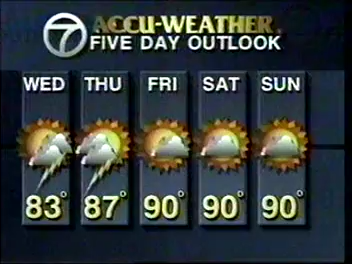 7 ACCU-WEATHER
FIVE DAY OUTLOOK
WED THU FRI SAT SUN
83° 87° 90° 90° 90°